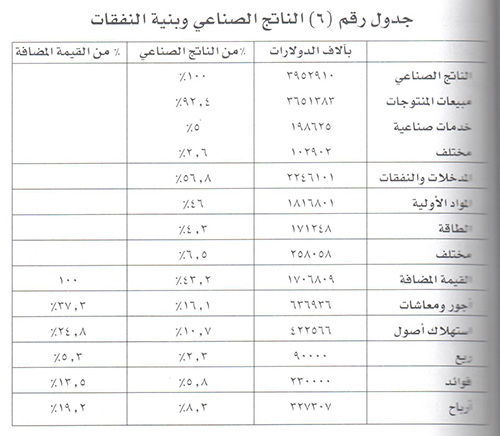 جدول رقم (٦) الناتج الصناعي وبنية النفقات
بآلاف الدولارات ٪من الناتج الصناعي ٪ من القيمة المضافة
الناتج الصناعي ٣٩٥٢٩١٠ ٪١٠٠
مبيعات المنتوجات ٣٦٥١٣٨٣ ٪٩٢,٤
خدمات صناعية ١٩٨٦٢٥ ٪٥
مختلف ١٠٢٩٠٢ ٪٢,٦
المدخلات والنفقات ٢٢٤٦١٠١ ٪٥٦,٨
المواد الأولية ١٨١٦٨٠١ ٪٤٦
الطاقة ١٧١٢٤٨ ٪٤,٣
مختلف ٢٥٨٠٥٨ ٪٦,٥
القيمة المضافة ١٧٠٦٨٠٩ ٪٤٣,٢ ١٠٠
أجور ومعاشات ٦٣٦٩٣٦ ٪١٦,١ ٪٣٧,٣
استهلاك أصول ٤٢٢٥٦٦ ٪١٠,٧ ٪٢٤,٨
ريع ٩٠٠٠٠ ٪٢,٣ ٪٥,٣
فوائد ٢٣٠٠٠٠ ٪٥,٨ ٪١٣,٥
أرباح ٣٢٧٣٠٧ ٪٨,٣ ٪١٩,٢